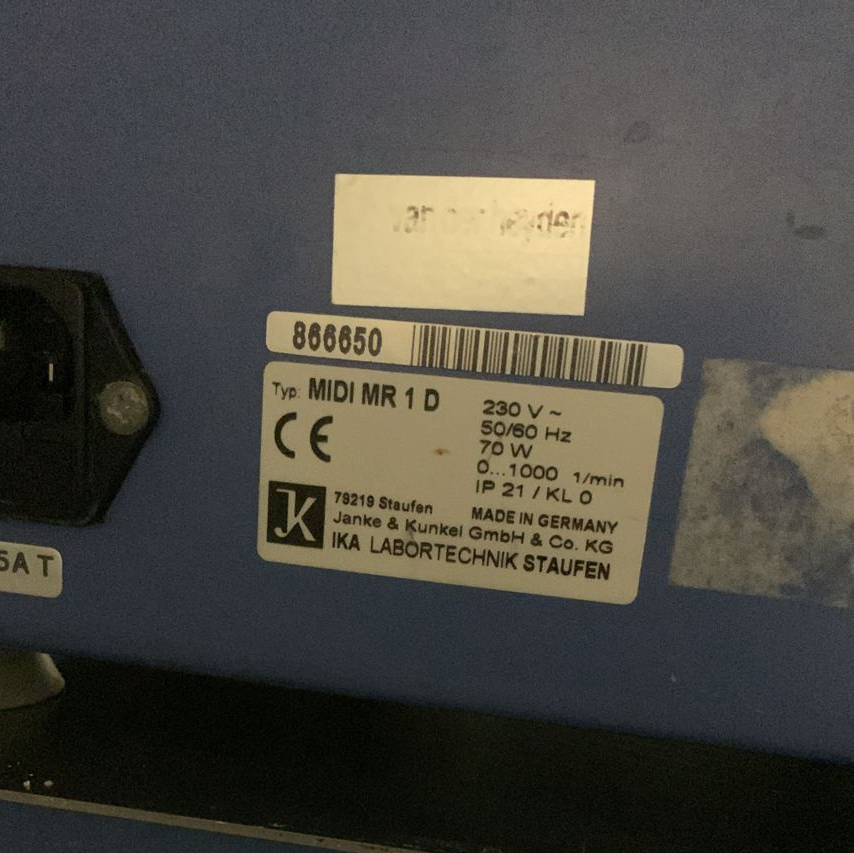 866650
Typ: MIDI MR 1 D
230 V ~
50/60 Hz
70 W
0...1000 1/min
IP 21 / KL 0
CE
JK
79219 Staufen
MADE IN GERMANY
Janke & Kunkel GmbH & Co. KG
IKA LABORTECHNIK STAUFEN
5A T